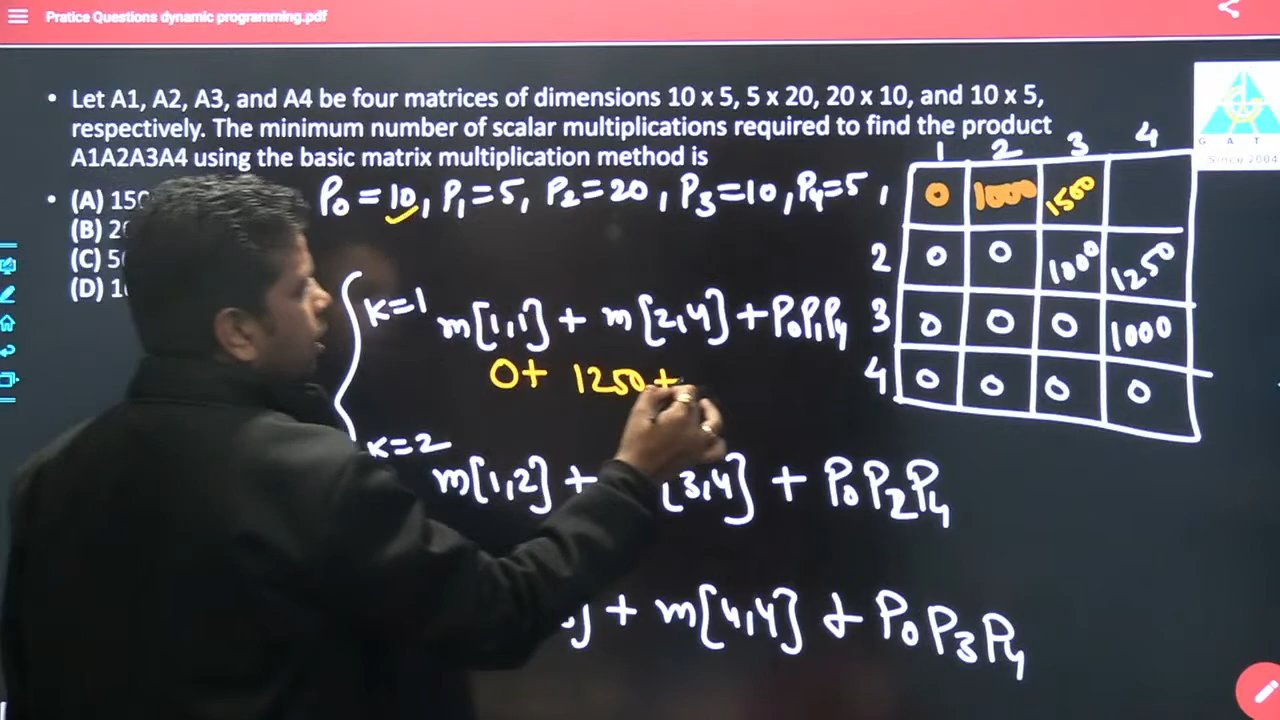 Pratice Questions dynamic programming.pdf
• Let A1, A2, A3, and A4 be four matrices of dimensions 10 x 5, 5 x 20, 20 x 10, and 10 x 5,
respectively. The minimum number of scalar multiplications required to find the product
A1A2A3A4 using the basic matrix multiplication method is
• (A)
(B)
(C)
(D)
P0 = 10, P1 = 5, P2 = 20, P3 = 10, P4 = 5
K=1 m[1,1] + m[2,4] + P0P1P4
0 + 1250 +
K=2
m[1,2] + [3,4] + P0P2P4
+ m[4,4] + P0P3P4
1 2 3 4
1 0 1000 1500
2 0 0 1000 1250
3 0 0 0 1000
4 0 0 0 0
G A T
Since 2004